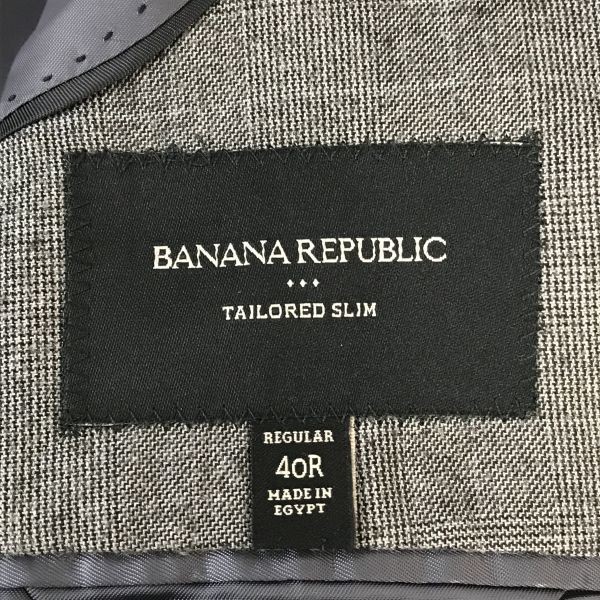 BANANA REPUBLIC
TAILORED SLIM
REGULAR
40R
MADE IN
EGYPT